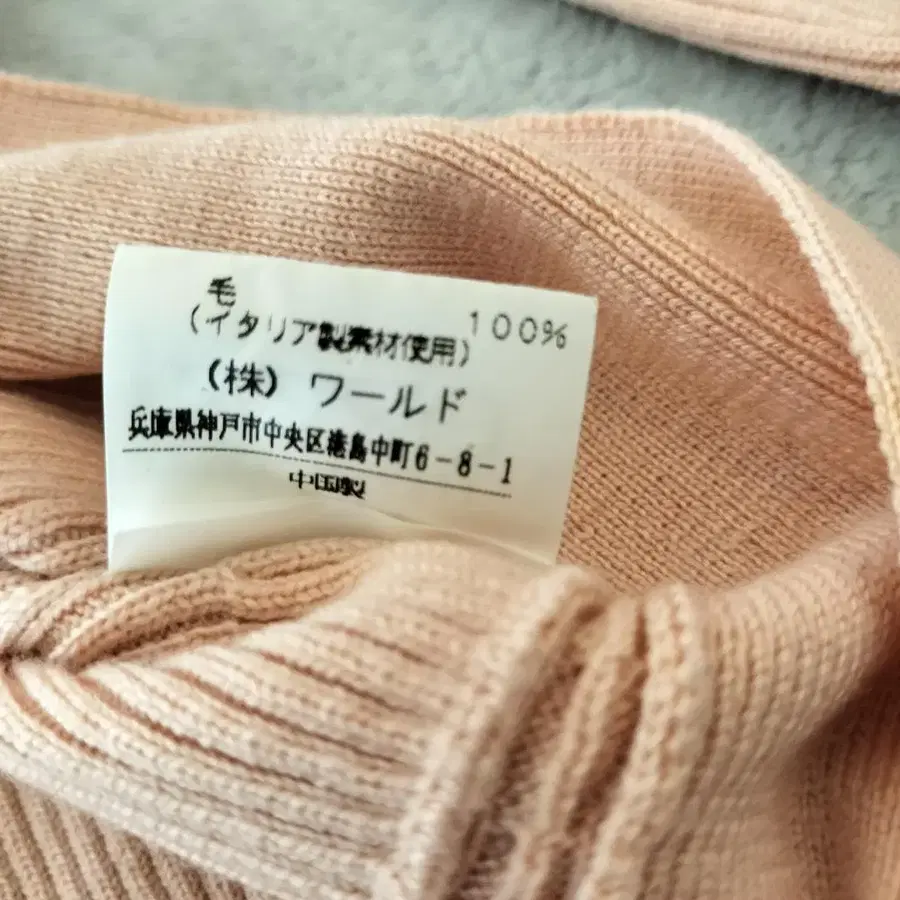 毛 100%
(イタリア製素材使用)
(株) ワールド
兵庫県神戸市中央区港島中町6-8-1
中国製